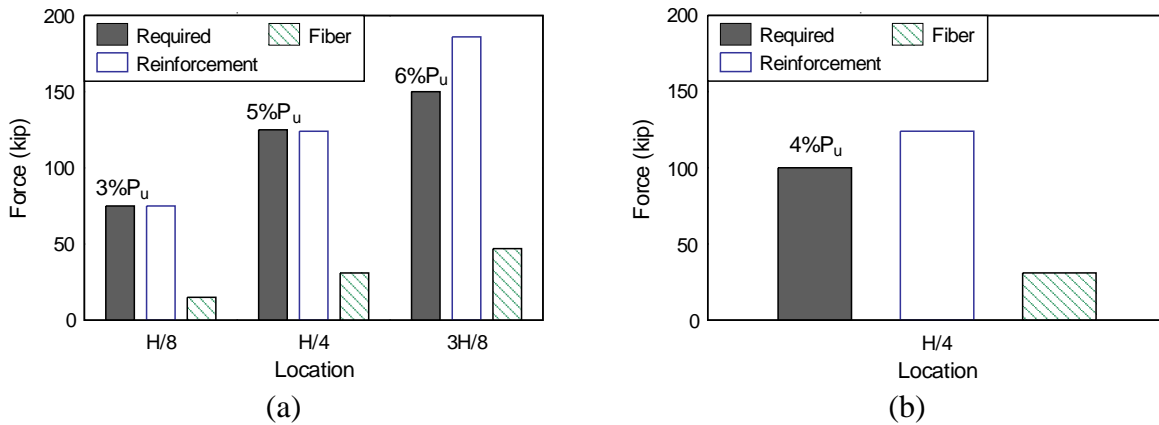 200
150
100
50
0
Force (kip)
Required
Fiber
Reinforcement
3%Pu
5%Pu
6%Pu
H/8
H/4
3H/8
Location
(a)
200
150
100
50
0
Force (kip)
Required
Fiber
Reinforcement
4%Pu
H/4
Location
(b)